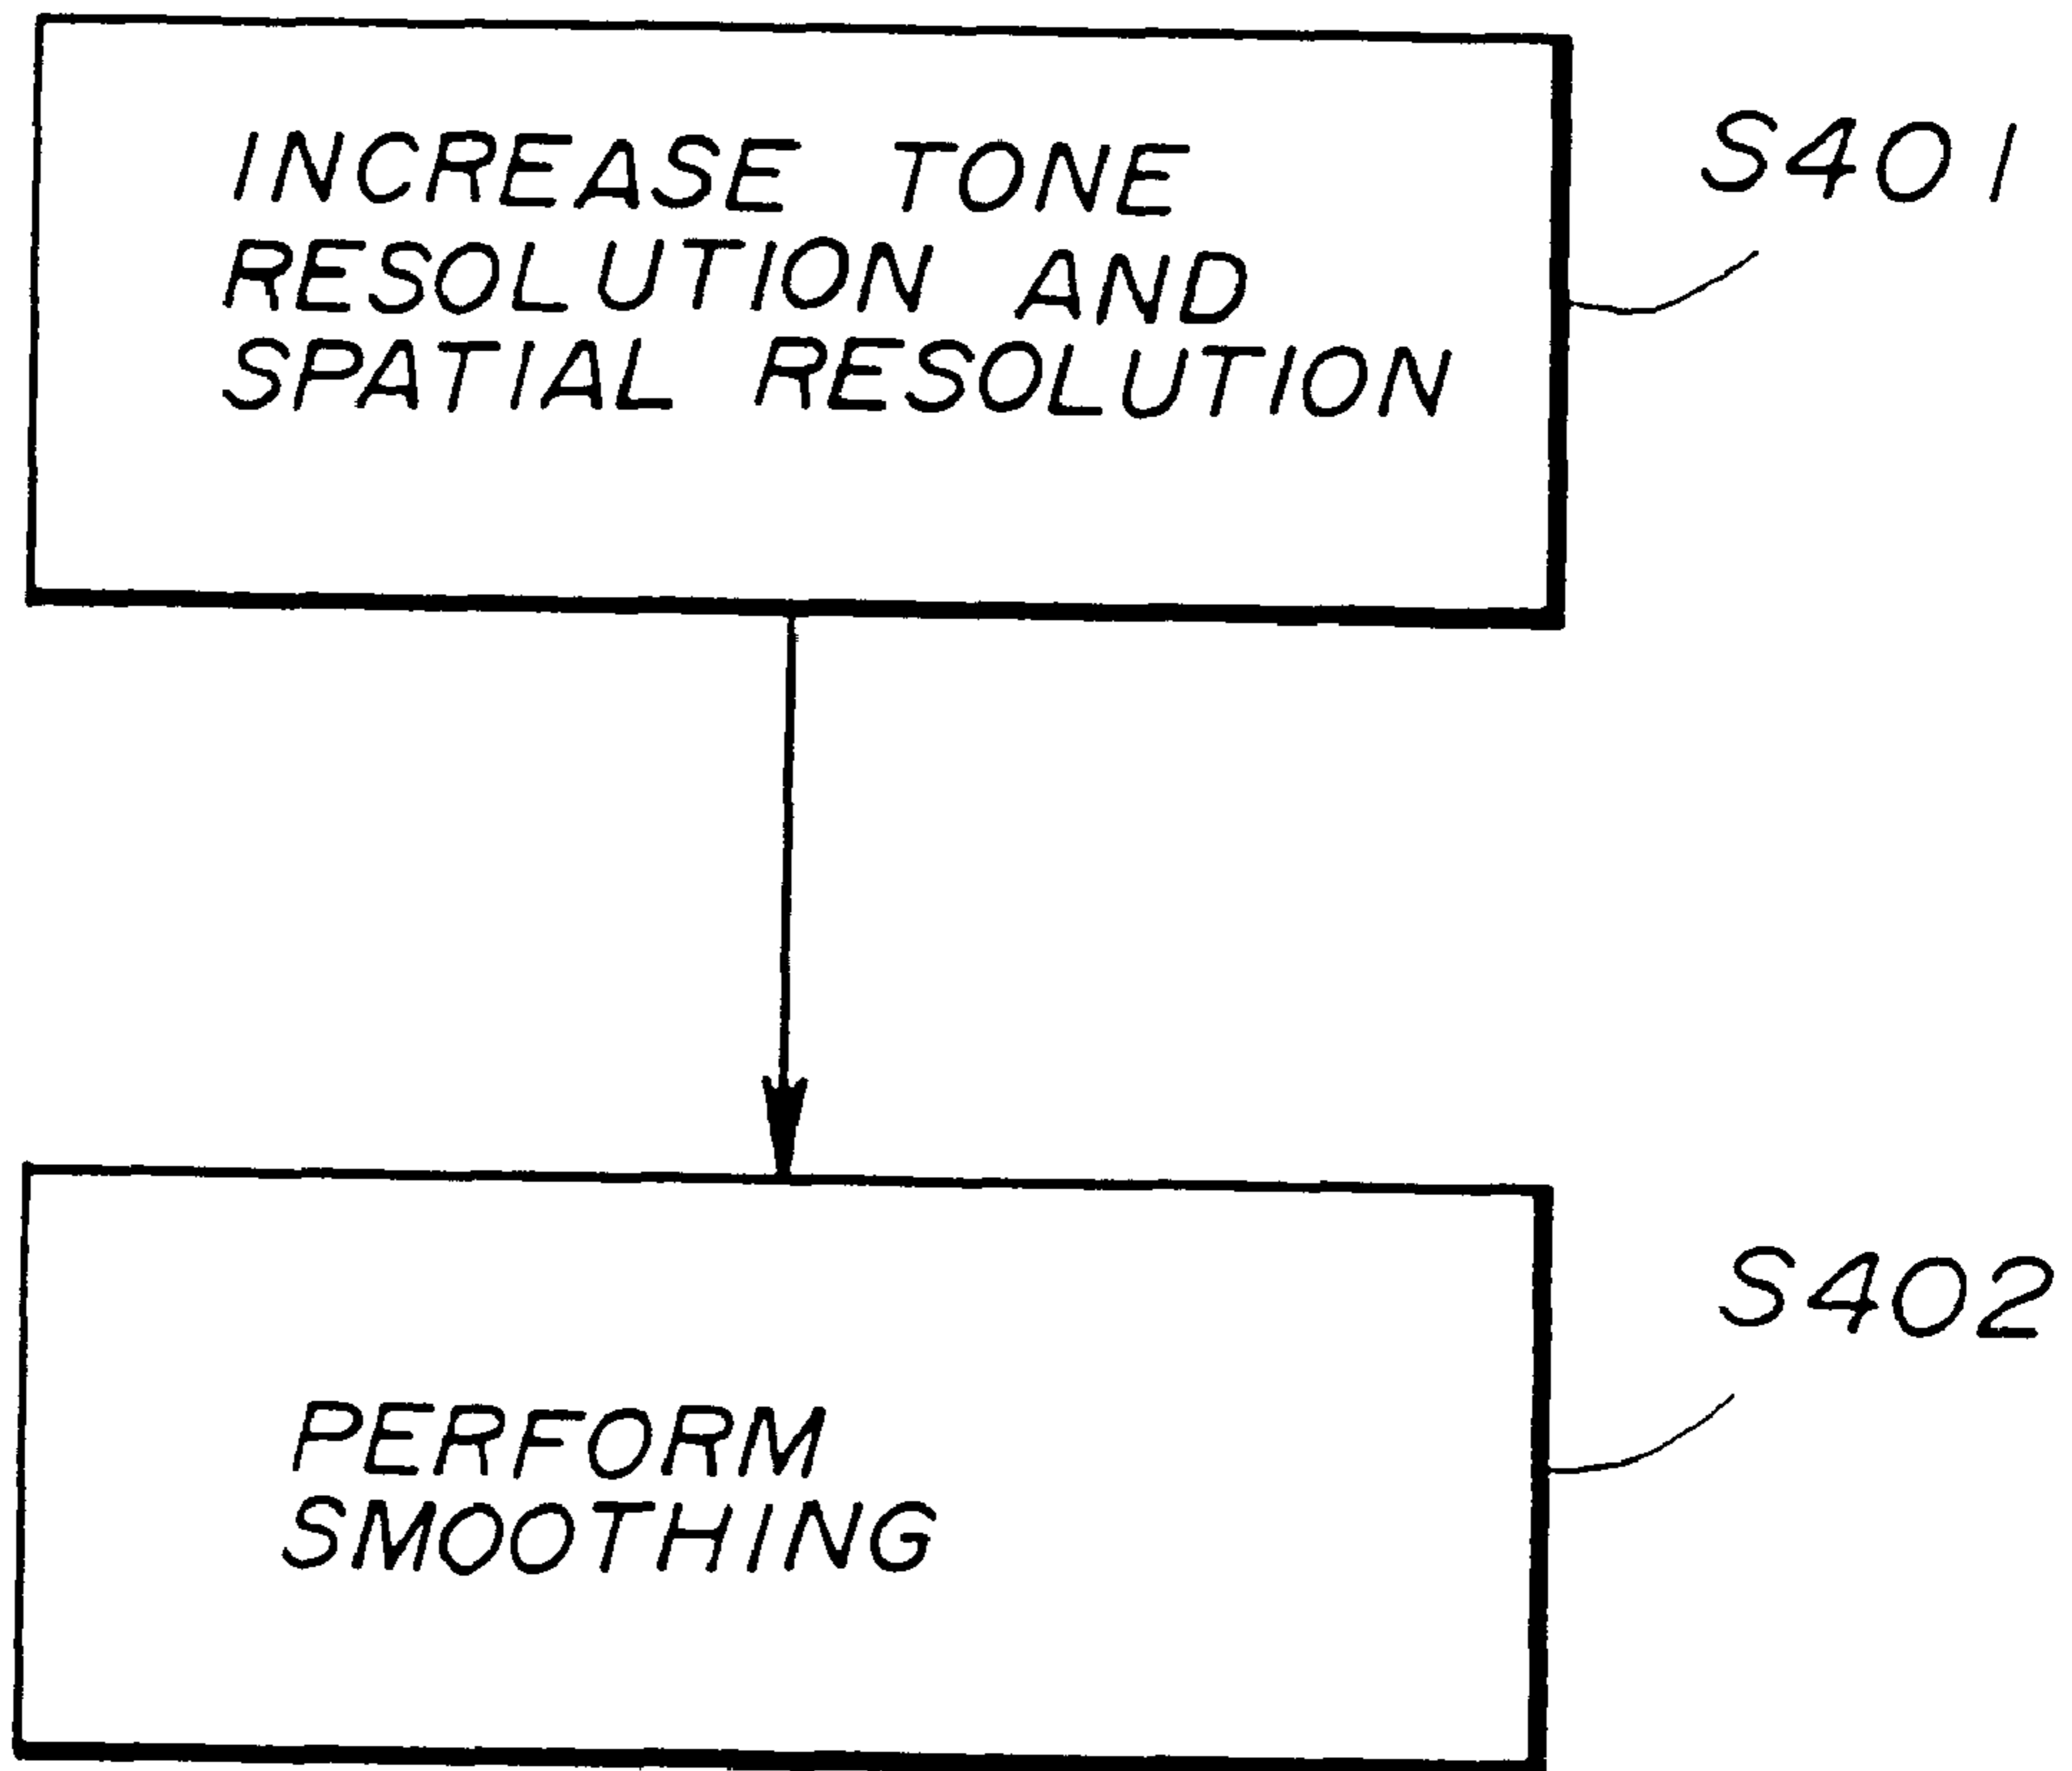 INCREASE TONE
RESOLUTION AND
SPATIAL RESOLUTION
S401
PERFORM
SMOOTHING
S402